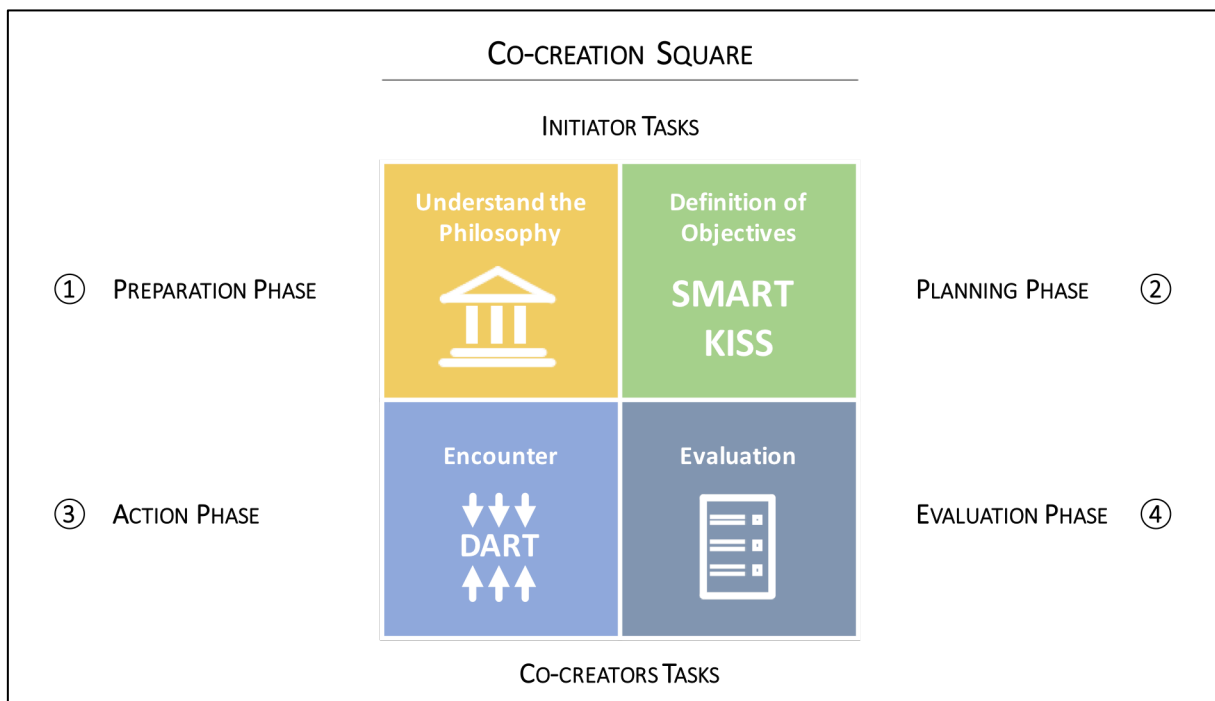 CO-CREATION SQUARE
INITIATOR TASKS
Understand the
Philosophy
Definition of
Objectives
SMART
KISS
① PREPARATION PHASE
PLANNING PHASE ②
Encounter
DART
Evaluation
③ ACTION PHASE
EVALUATION PHASE ④
CO-CREATORS TASKS